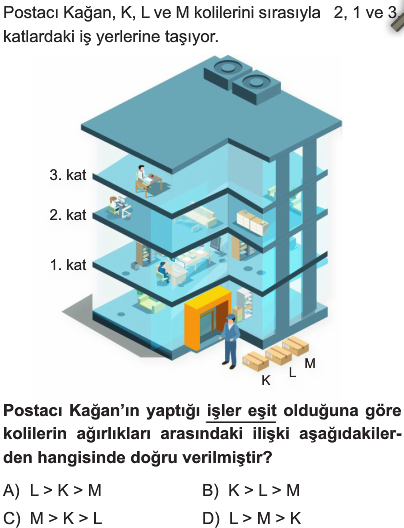 Postacı Kağan, K, L ve M kolilerini sırasıyla 2, 1 ve 3.
katlardaki iş yerlerine taşıyor.
3. kat
2. kat
1. kat
K
L
M
Postacı Kağan'ın yaptığı işler eşit olduğuna göre
kolilerin ağırlıkları arasındaki ilişki aşağıdakiler-
den hangisinde doğru verilmiştir?
A) L > K > M
B) K > L > M
C) M > K > L
D) L > M > K